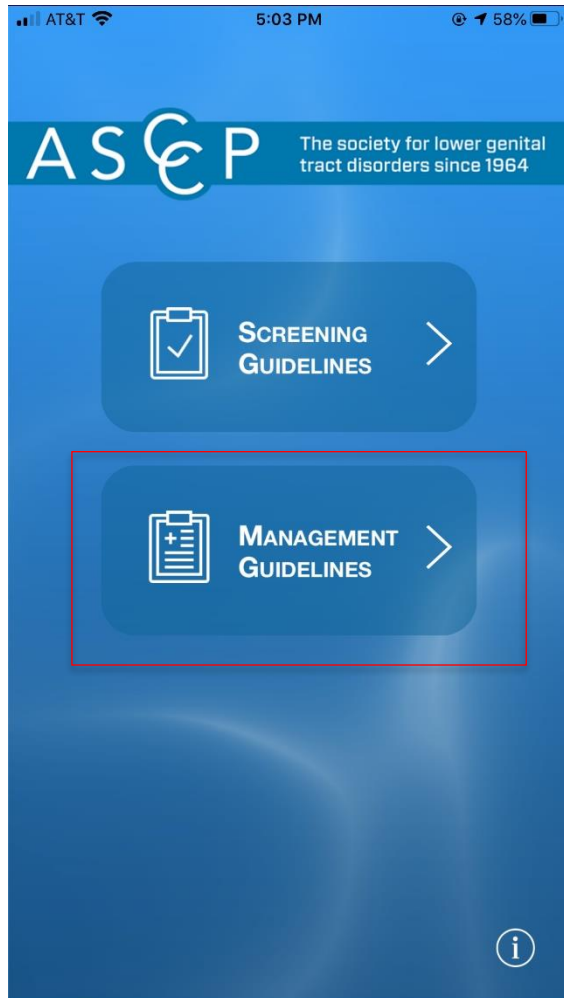 AT&T 5:03 PM 58%
ASCCP
The society for lower genital
tract disorders since 1964
SCREENING
GUIDELINES
MANAGEMENT
GUIDELINES
i